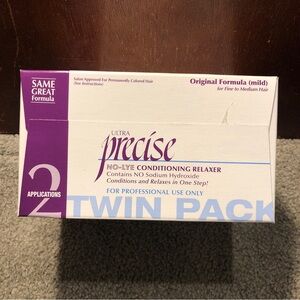 SAME
GREAT
Formula
Salon Approved For Permanently Colored Hair
(See Instructions)
Original Formula (mild)
for Fine to Medium Hair
ULTRA
precise
NO-LYE CONDITIONING RELAXER
Contains NO Sodium Hydroxide
Conditions and Relaxes in One Step!
2
APPLICATIONS
FOR PROFESSIONAL USE ONLY
TWIN PACK